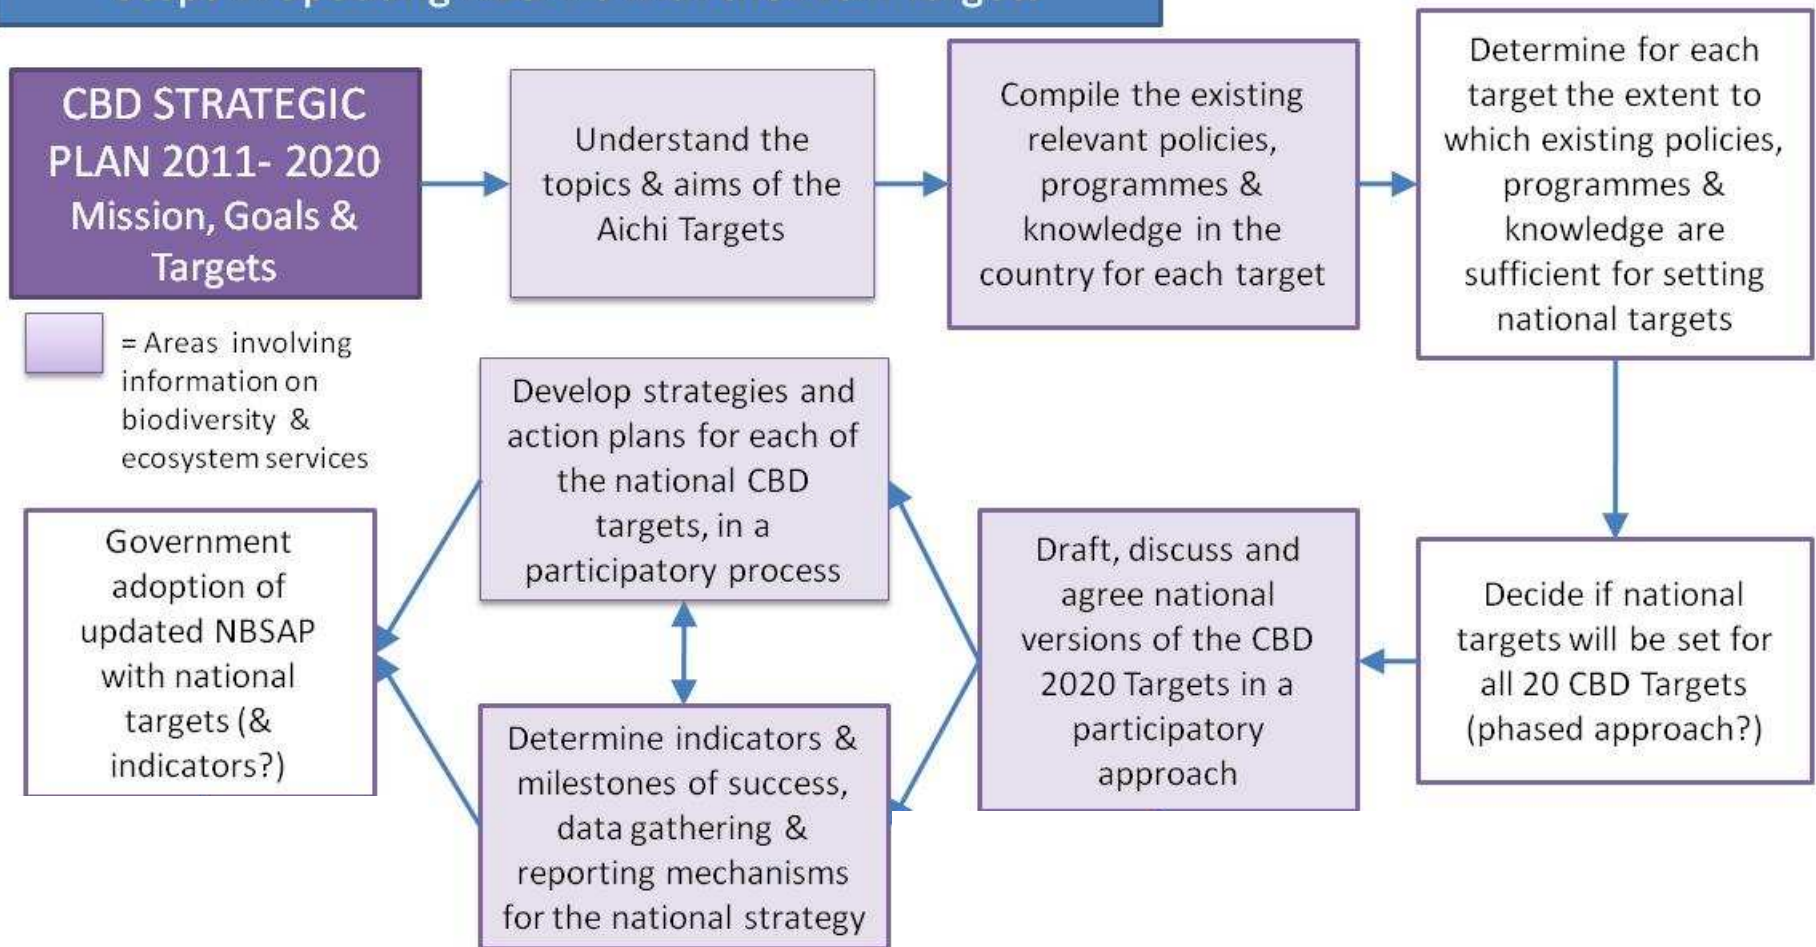 CBD STRATEGIC
PLAN 2011- 2020
Mission, Goals &
Targets
Understand the
topics & aims of the
Aichi Targets
Compile the existing
relevant policies,
programmes &
knowledge in the
country for each target
Determine for each
target the extent to
which existing policies,
programmes &
knowledge are
sufficient for setting
national targets
= Areas involving
information on
biodiversity &
ecosystem services
Develop strategies and
action plans for each of
the national CBD
targets, in a
participatory process
Government
adoption of
updated NBSAP
with national
targets (&
indicators?)
Draft, discuss and
agree national
versions of the CBD
2020 Targets in a
participatory
approach
Decide if national
targets will be set for
all 20 CBD Targets
(phased approach?)
Determine indicators &
milestones of success,
data gathering &
reporting mechanisms
for the national strategy